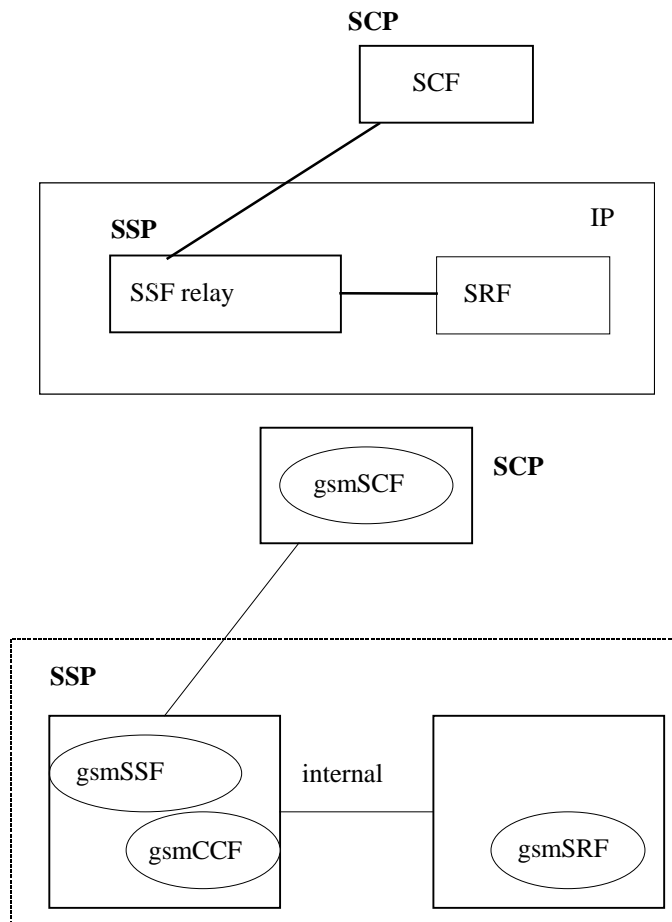 SCP
SCF
IP
SSP
SSF relay
SRF
gsmSCF
SCP
SSP
gsmSSF
internal
gsmCCF
gsmSRF